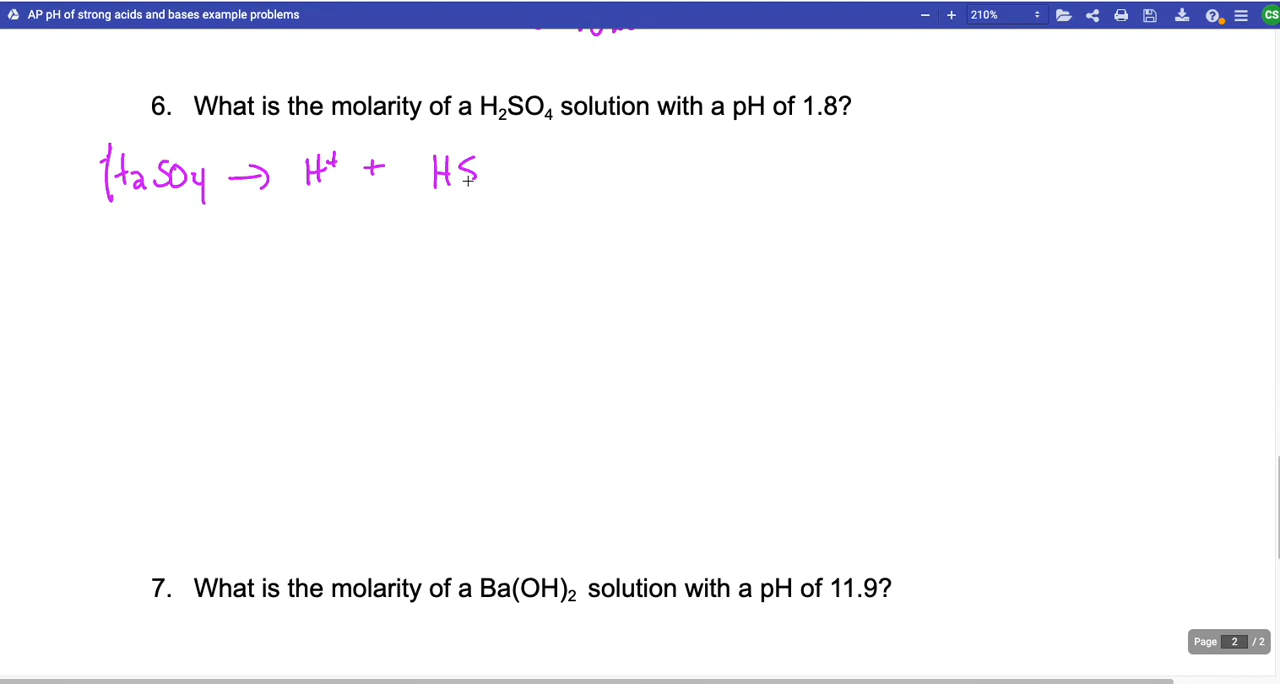 AP pH of strong acids and bases example problems
210%
CS
6. What is the molarity of a H₂SO₄ solution with a pH of 1.8?
H₂SO₄ → H⁺ + HS
7. What is the molarity of a Ba(OH)₂ solution with a pH of 11.9?
Page 2 / 2